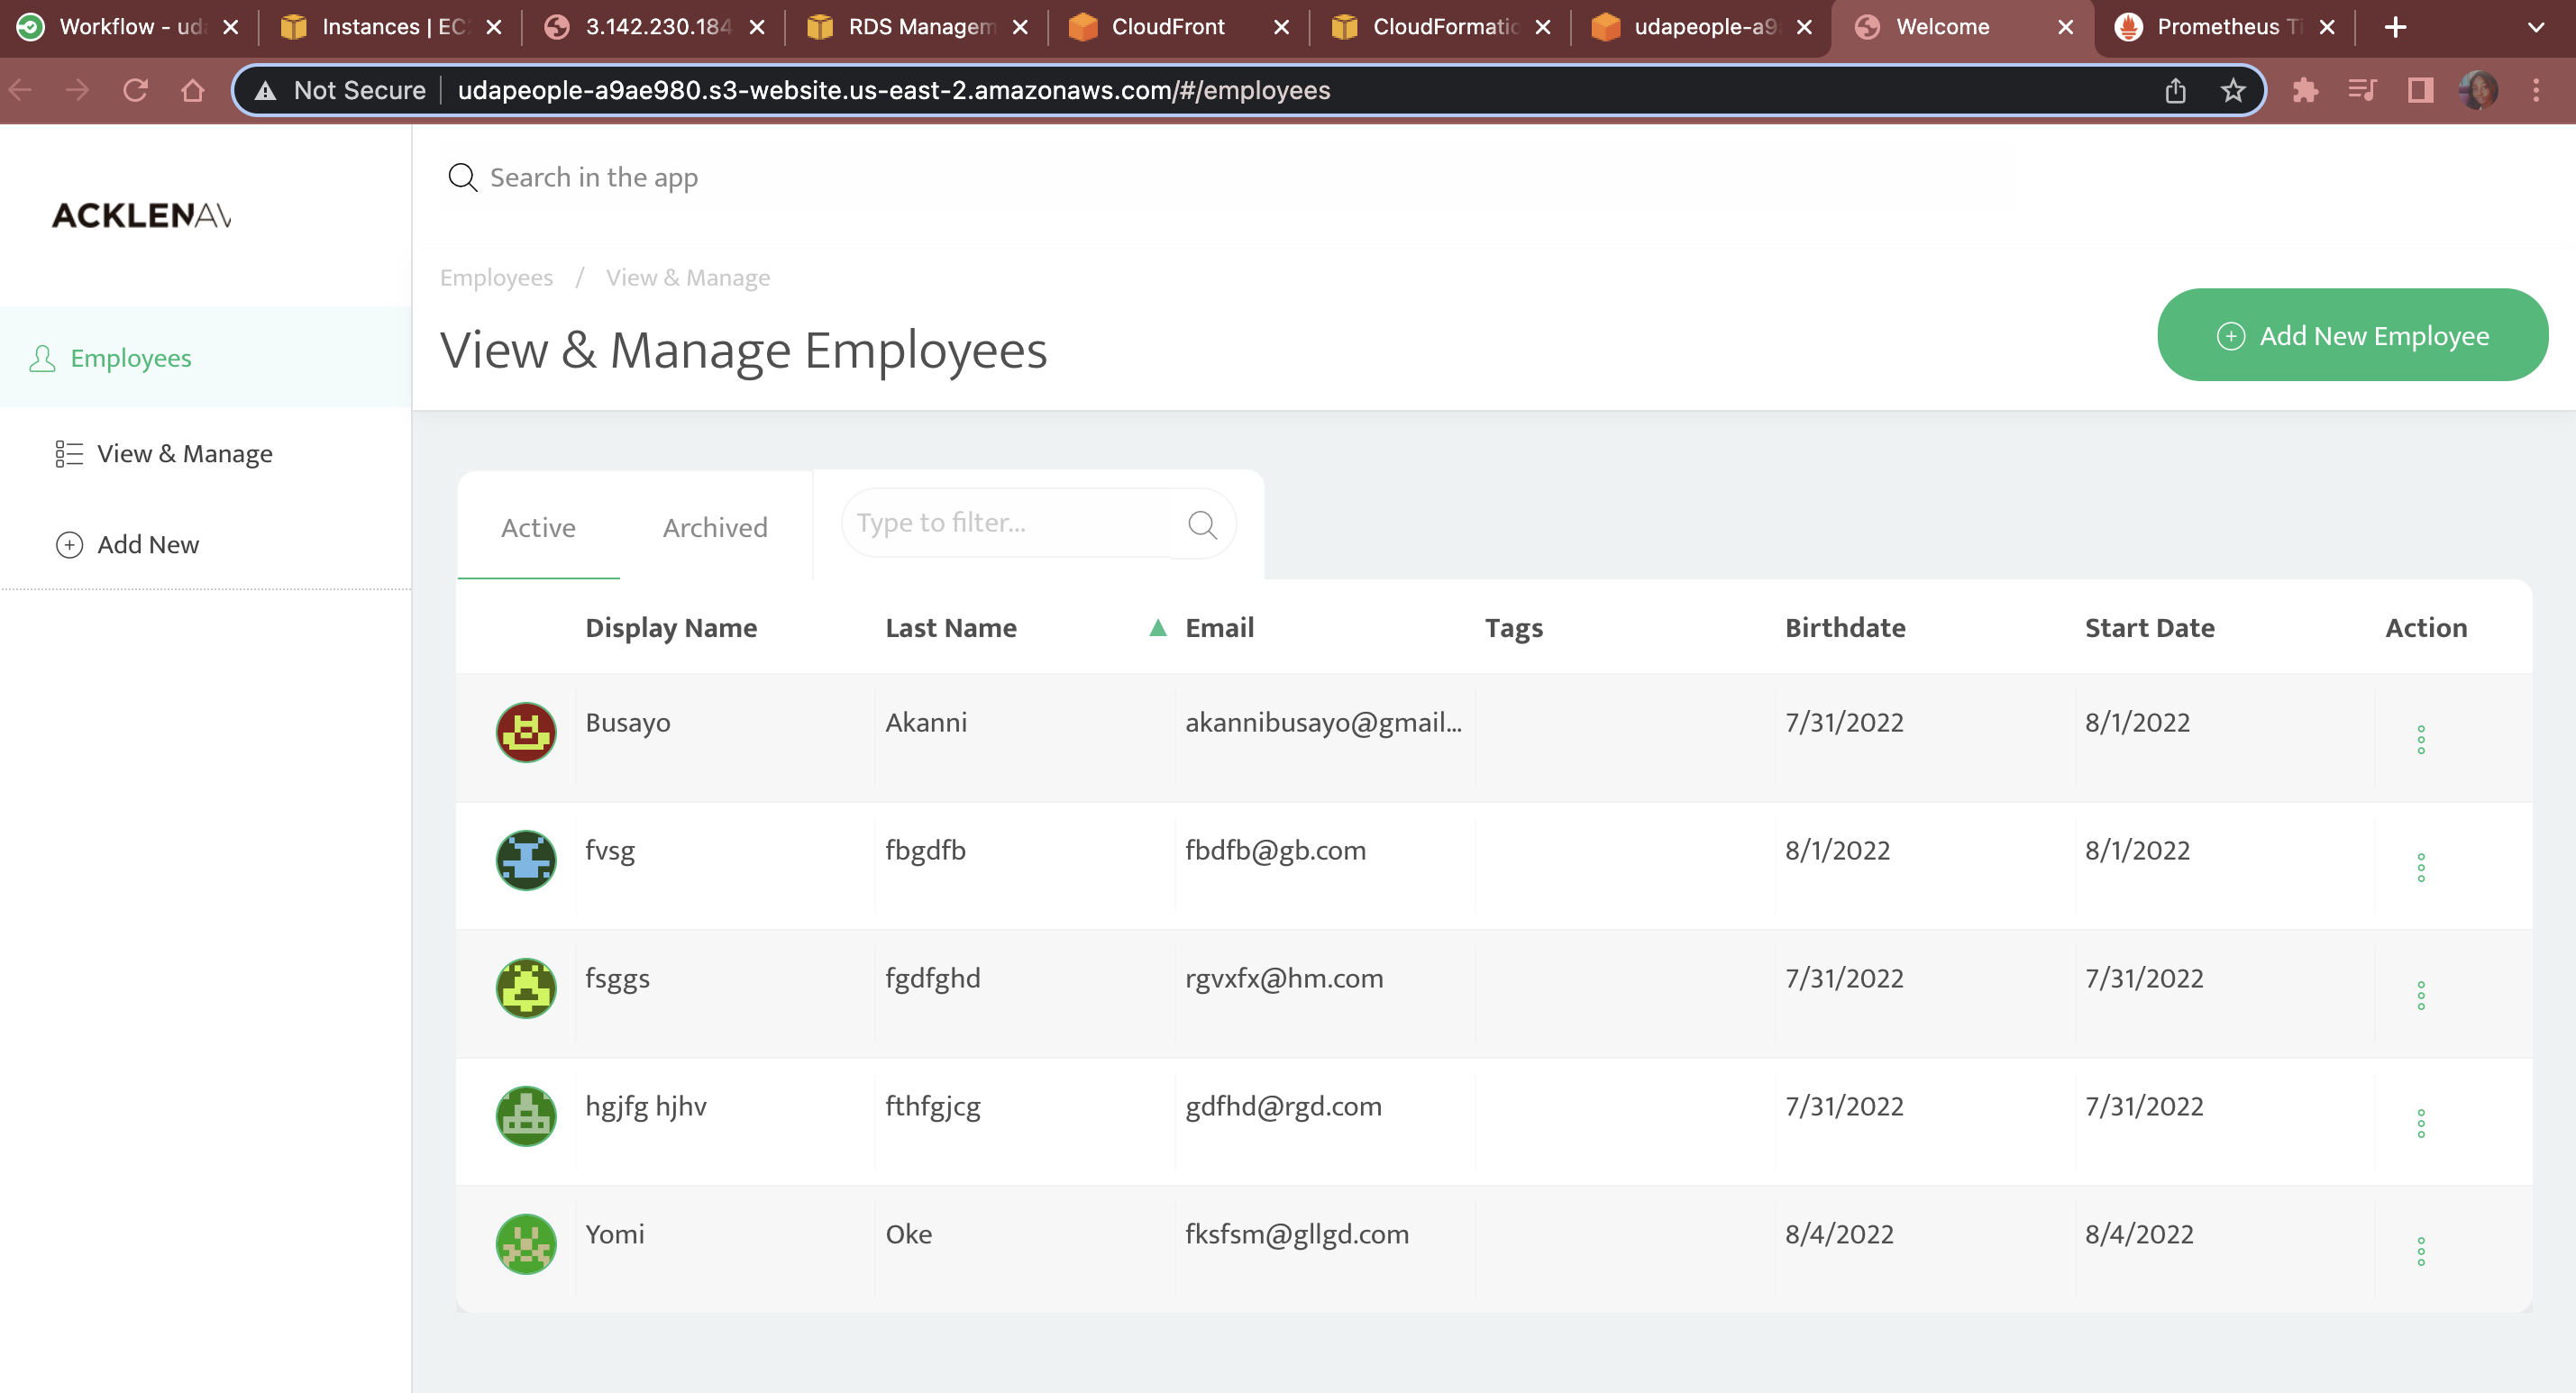 Workflow - ud
Instances | EC
3.142.230.184
RDS Managem
CloudFront
CloudFormatio
udapeople-a9a
Welcome
Prometheus Ti
Not Secure
udapeople-a9ae980.s3-website.us-east-2.amazonaws.com/#/employees
ACKLENAV
Search in the app
Employees / View & Manage
View & Manage Employees
Add New Employee
Employees
View & Manage
Add New
Active Archived Type to filter...
Display Name Last Name ▲ Email Tags Birthdate Start Date Action
Busayo Akanni akannibusayo@gmail... 7/31/2022 8/1/2022
fvsg fbgdfb fbdfb@gb.com 8/1/2022 8/1/2022
fsggs fgdfghd rgvxfx@hm.com 7/31/2022 7/31/2022
hgjfg hjhv fthfgjcg gdfhd@rgd.com 7/31/2022 7/31/2022
Yomi Oke fksfsm@gllgd.com 8/4/2022 8/4/2022